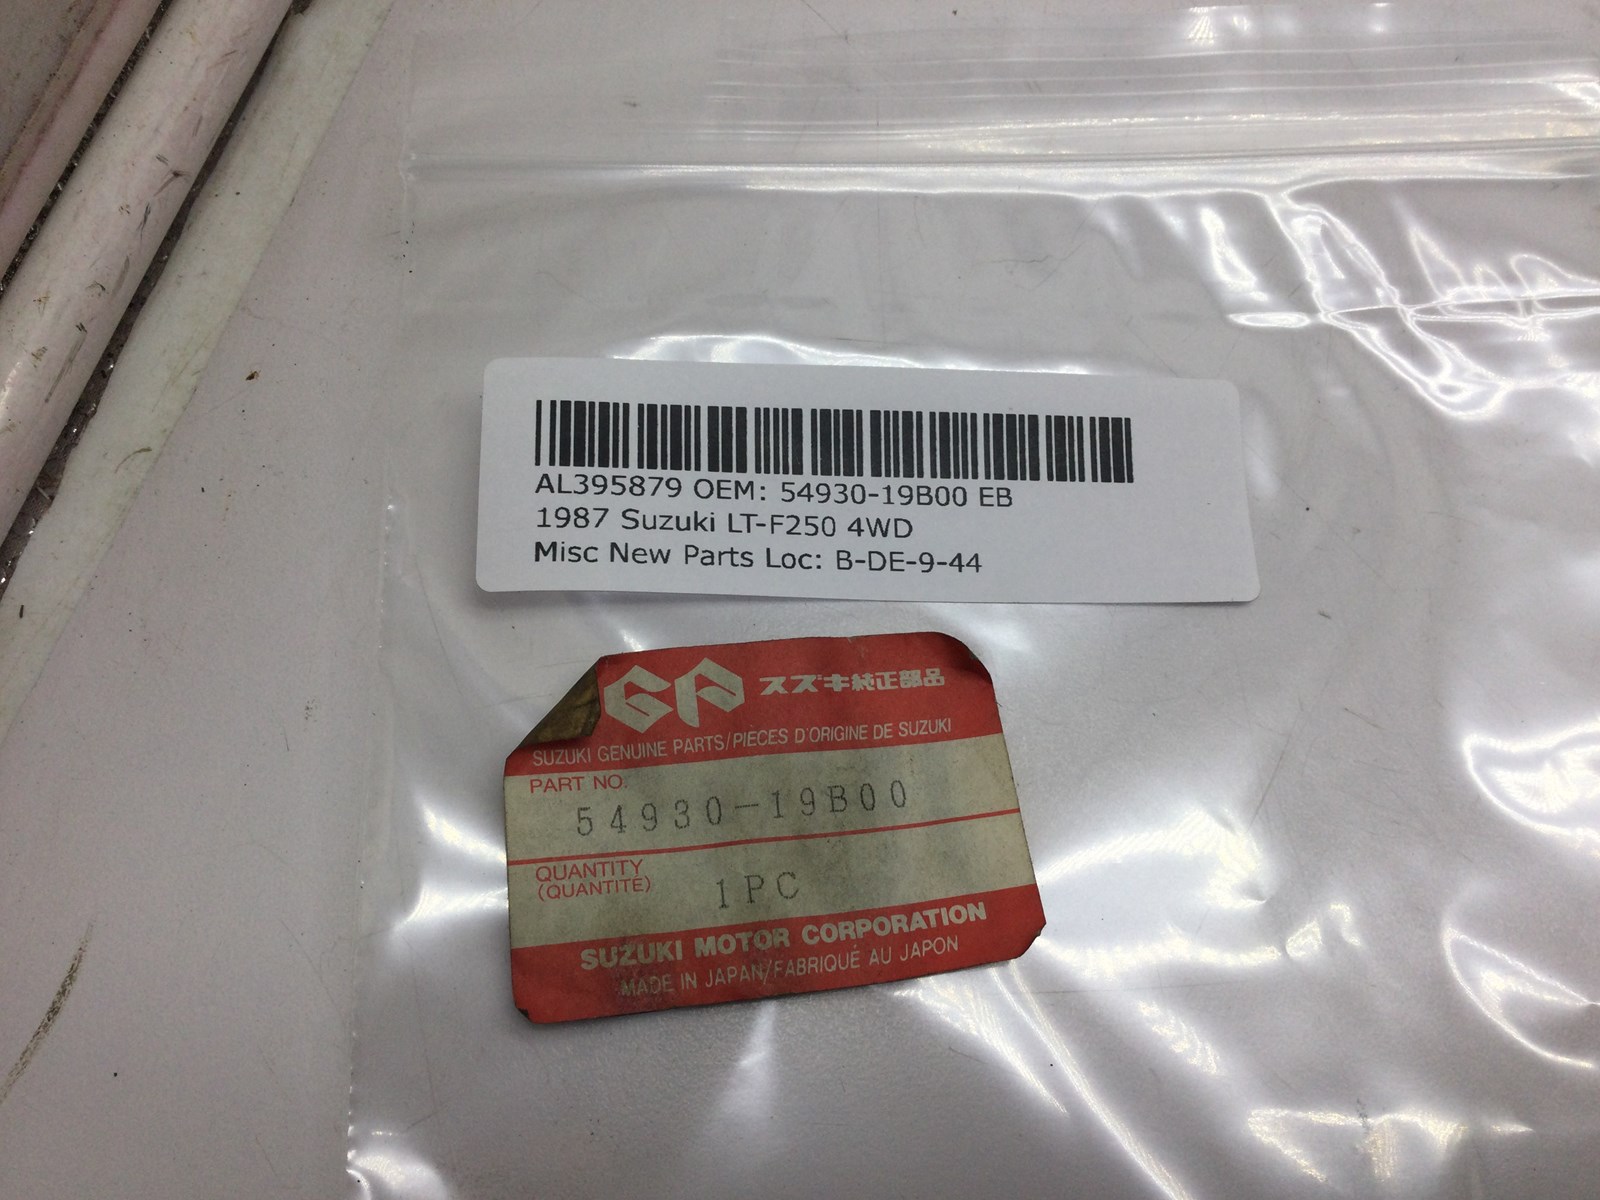 AL395879 OEM: 54930-19B00 EB
1987 Suzuki LT-F250 4WD
Misc New Parts Loc: B-DE-9-44
GP スズキ純正部品
SUZUKI GENUINE PARTS/PIÈCES D'ORIGINE DE SUZUKI
PART NO.
54930-19B00
QUANTITY
(QUANTITE)
1PC
SUZUKI MOTOR CORPORATION
MADE IN JAPAN/FABRIQUÉ AU JAPON